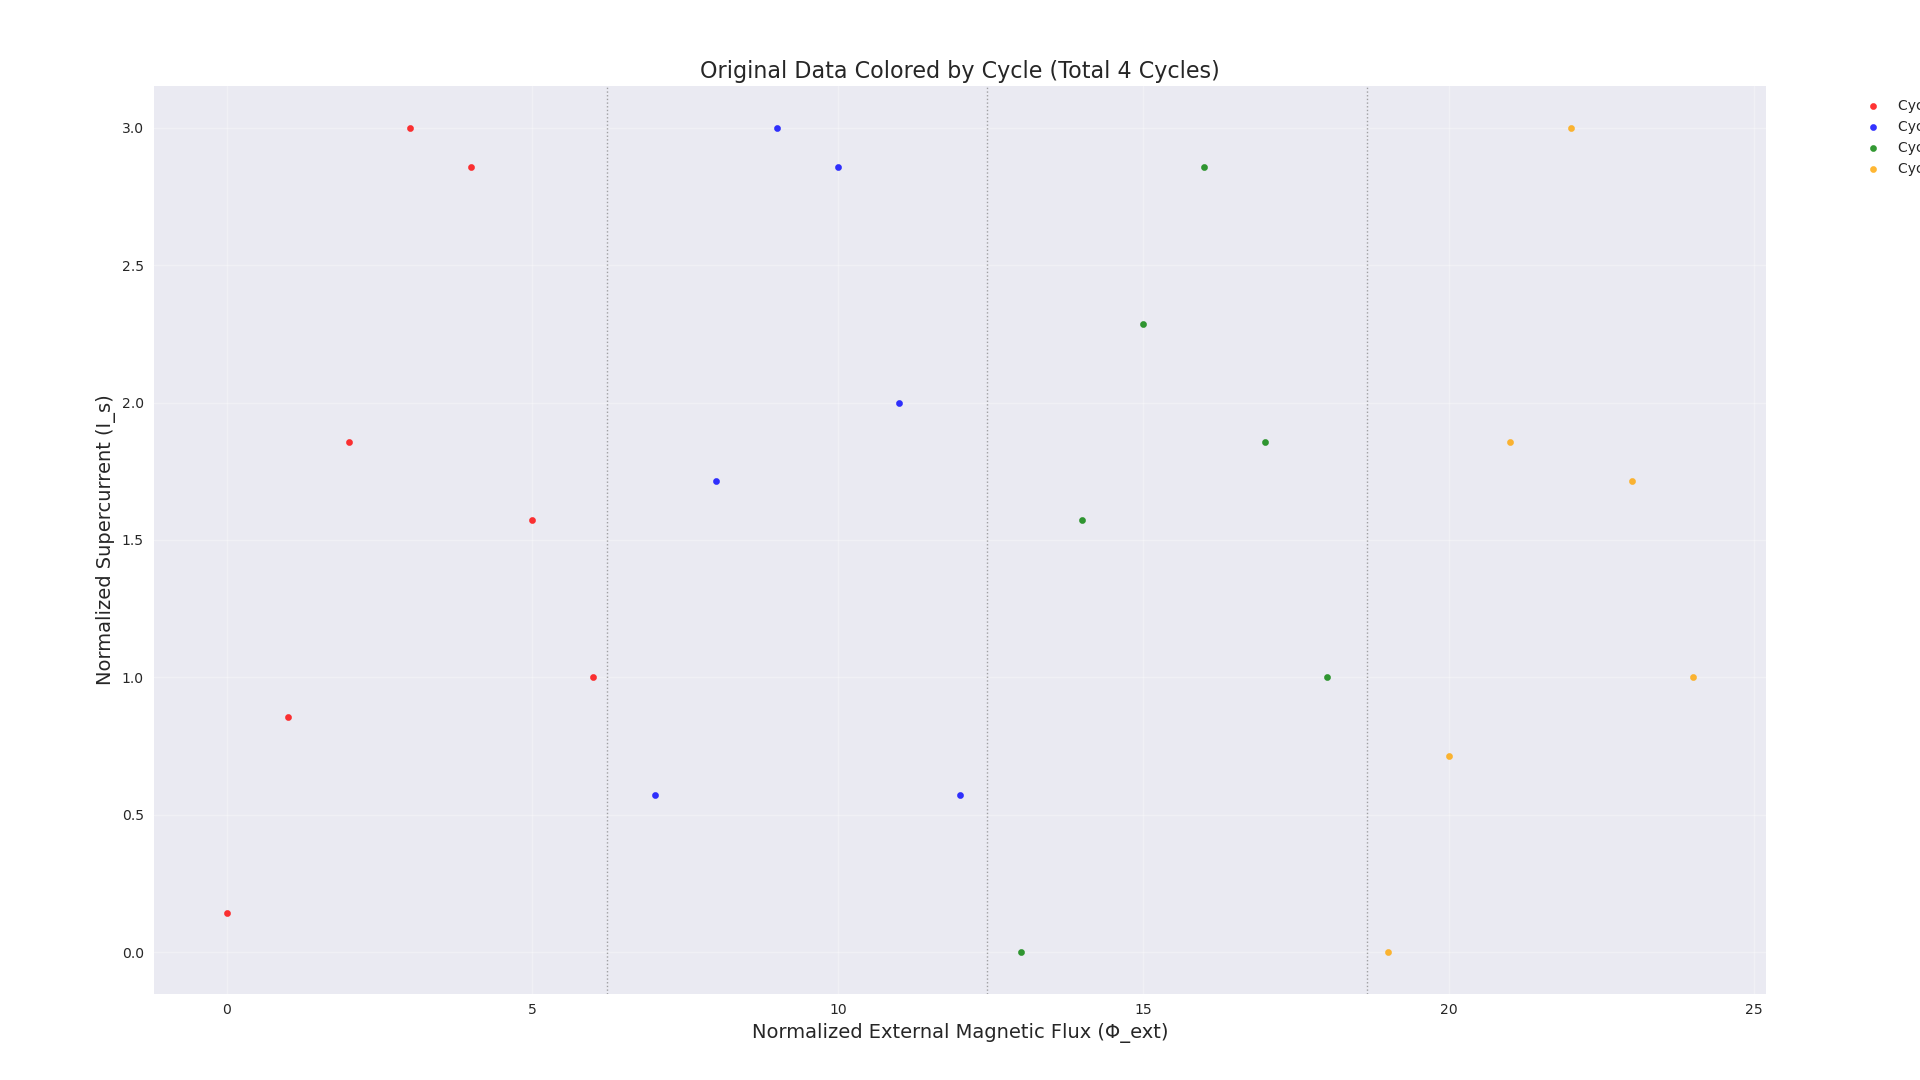 Original Data Colored by Cycle (Total 4 Cycles)
Normalized Supercurrent (I_s)
3.0
2.5
2.0
1.5
1.0
0.5
0.0
0 5 10 15 20 25
Normalized External Magnetic Flux (Φ_ext)
Cyc
Cyc
Cyc
Cyc